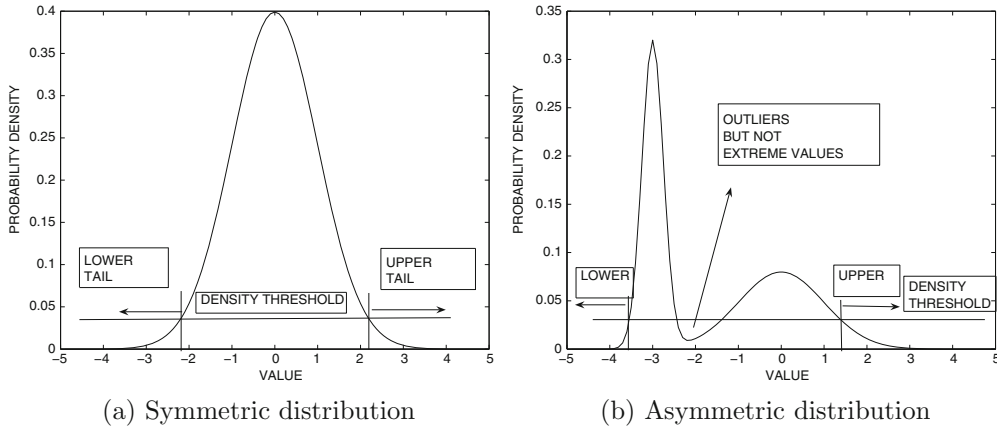 0.4
0.35
0.3
0.25
0.2
0.15
0.1
0.05
0
PROBABILITY DENSITY
LOWER
TAIL
UPPER
TAIL
DENSITY THRESHOLD
−5 −4 −3 −2 −1 0 1 2 3 4 5
VALUE
(a) Symmetric distribution
0.35
0.3
0.25
0.2
0.15
0.1
0.05
0
PROBABILITY DENSITY
OUTLIERS
BUT NOT
EXTREME VALUES
LOWER
UPPER
DENSITY
THRESHOLD
−5 −4 −3 −2 −1 0 1 2 3 4 5
VALUE
(b) Asymmetric distribution